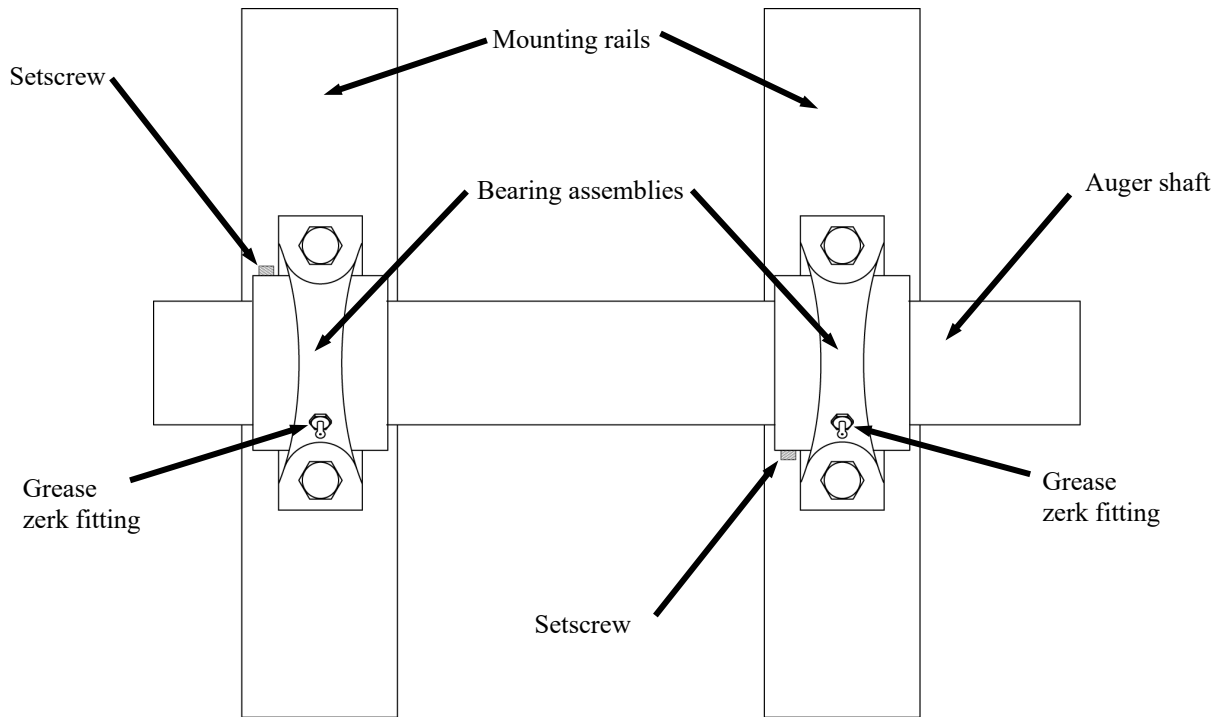 Mounting rails
Setscrew
Bearing assemblies
Auger shaft
Grease
zerk fitting
Grease
zerk fitting
Setscrew